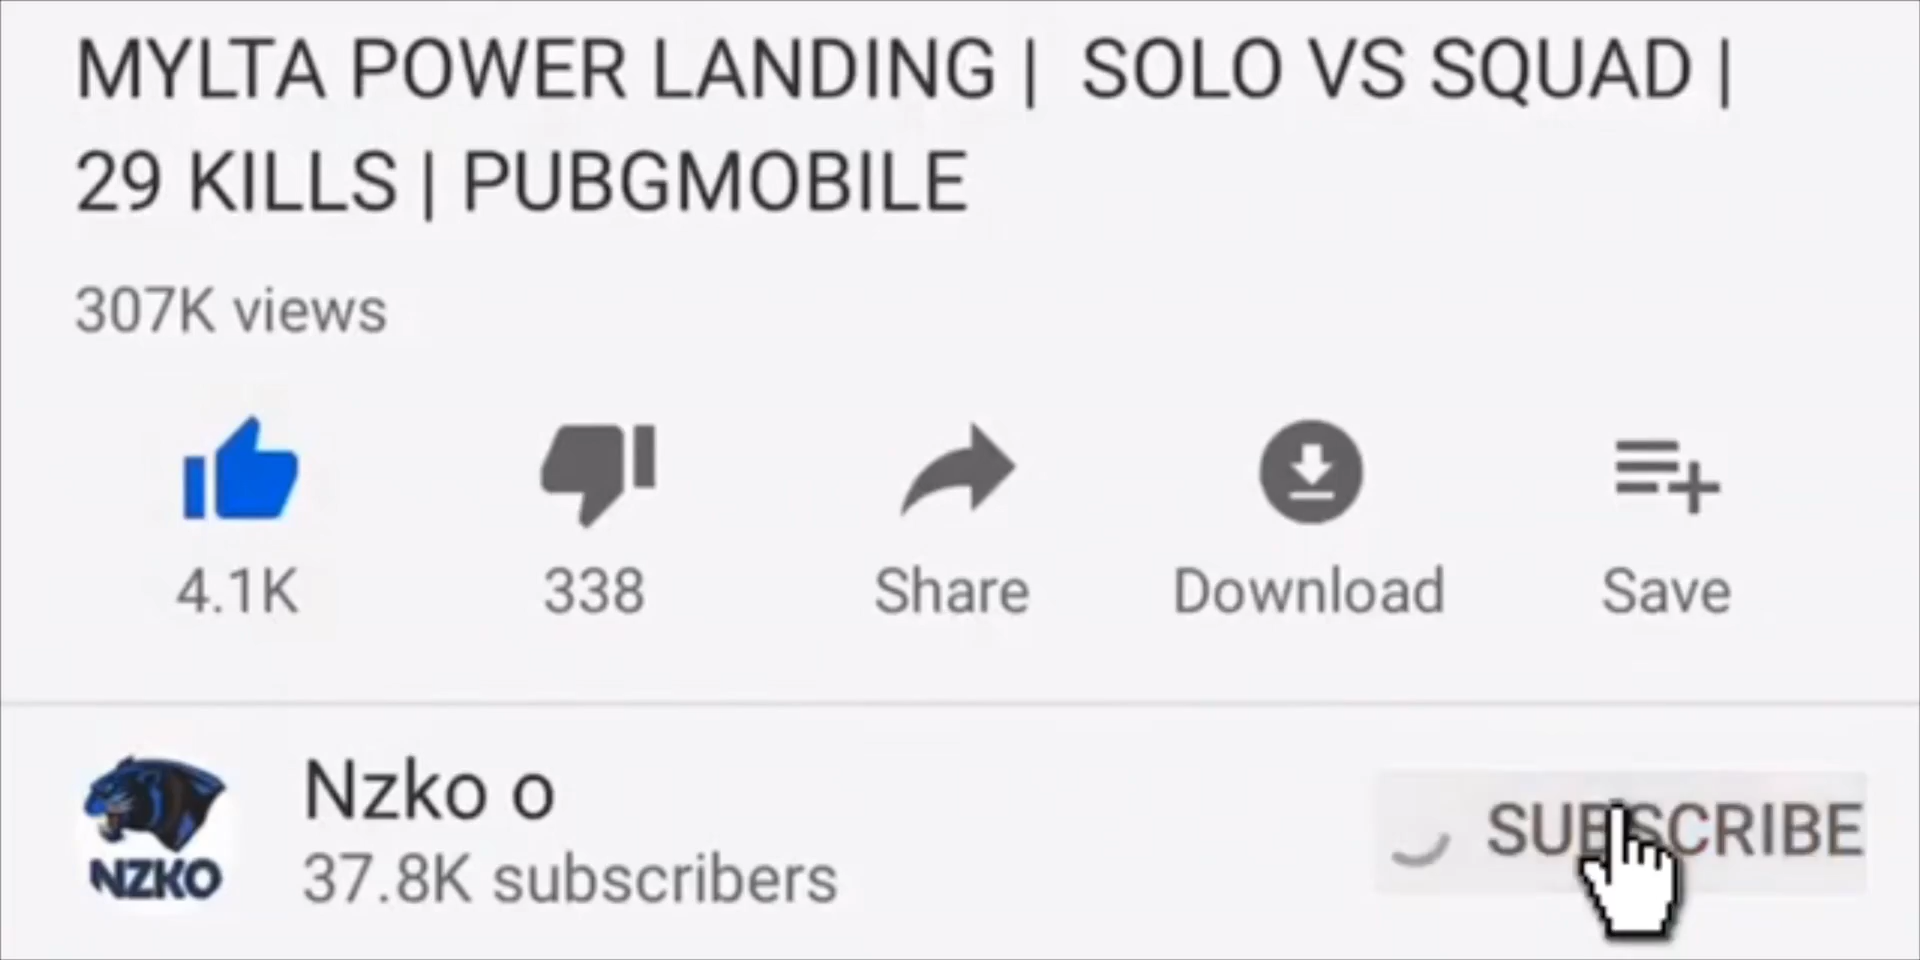 MYLTA POWER LANDING | SOLO VS SQUAD |
29 KILLS | PUBGMOBILE
307K views
4.1K 338 Share Download Save
Nzko o
NZKO
37.8K subscribers
SUBSCRIBE